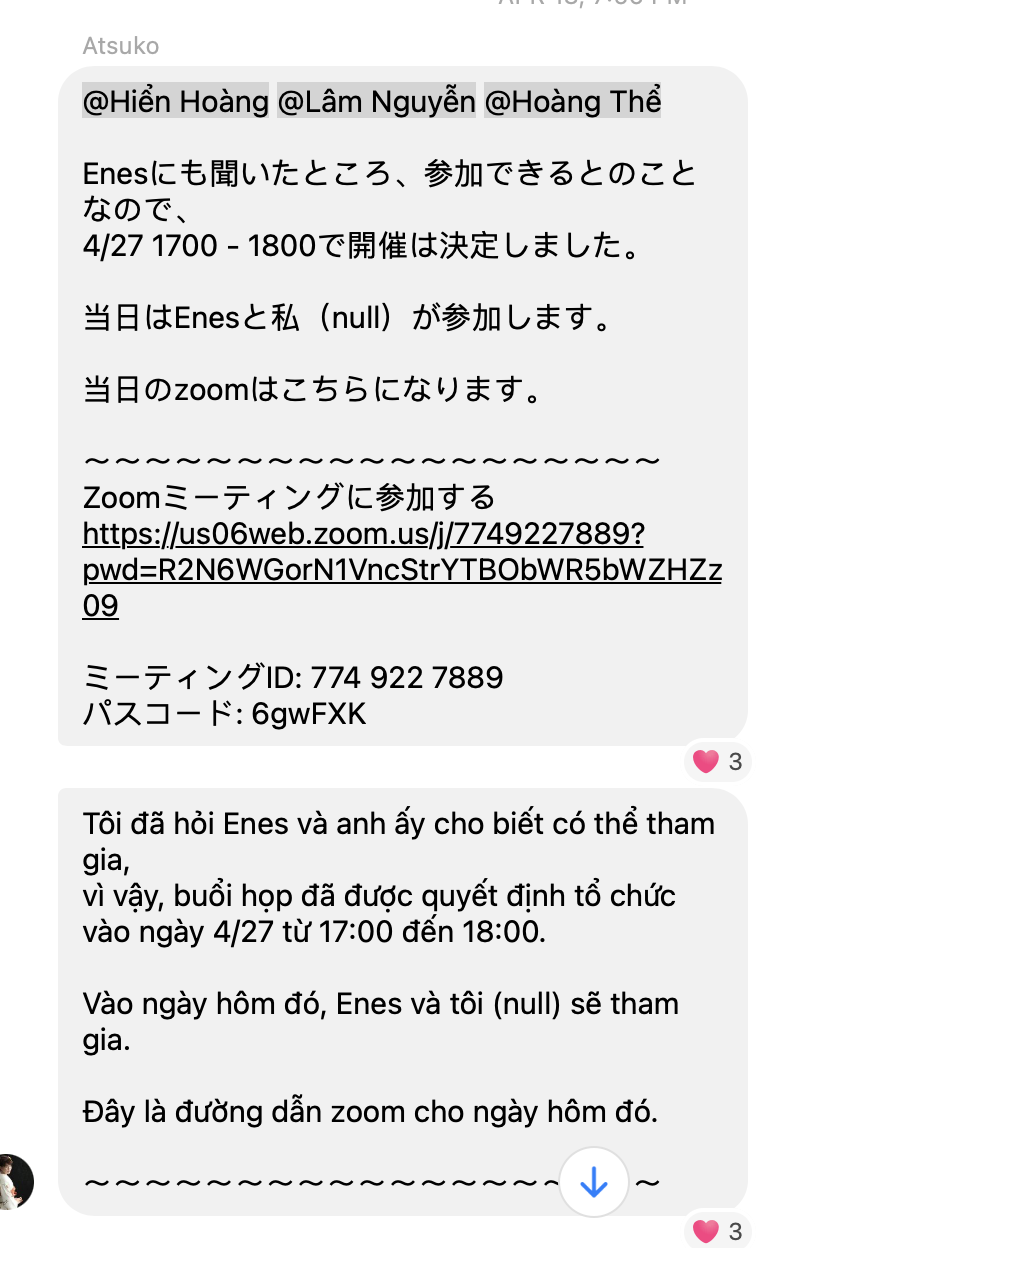 Atsuko
@Hiển Hoàng @Lâm Nguyễn @Hoàng Thể
Enesにも聞いたところ、参加できるとのこと
なので、
4/27 1700 - 1800で開催は決定しました。
当日はEnesと私（null）が参加します。
当日のzoomはこちらになります。
〜〜〜〜〜〜〜〜〜〜〜〜〜〜〜〜〜〜〜
Zoomミーティングに参加する
https://us06web.zoom.us/j/7749227889?
pwd=R2N6WGorN1VncStrYTBObWR5bWZHZz
09
ミーティングID: 774 922 7889
パスコード: 6gwFXK
3
Tôi đã hỏi Enes và anh ấy cho biết có thể tham
gia,
vì vậy, buổi họp đã được quyết định tổ chức
vào ngày 4/27 từ 17:00 đến 18:00.
Vào ngày hôm đó, Enes và tôi (null) sẽ tham
gia.
Đây là đường dẫn zoom cho ngày hôm đó.
〜〜〜〜〜〜〜〜〜〜〜〜〜〜〜〜 〜
3